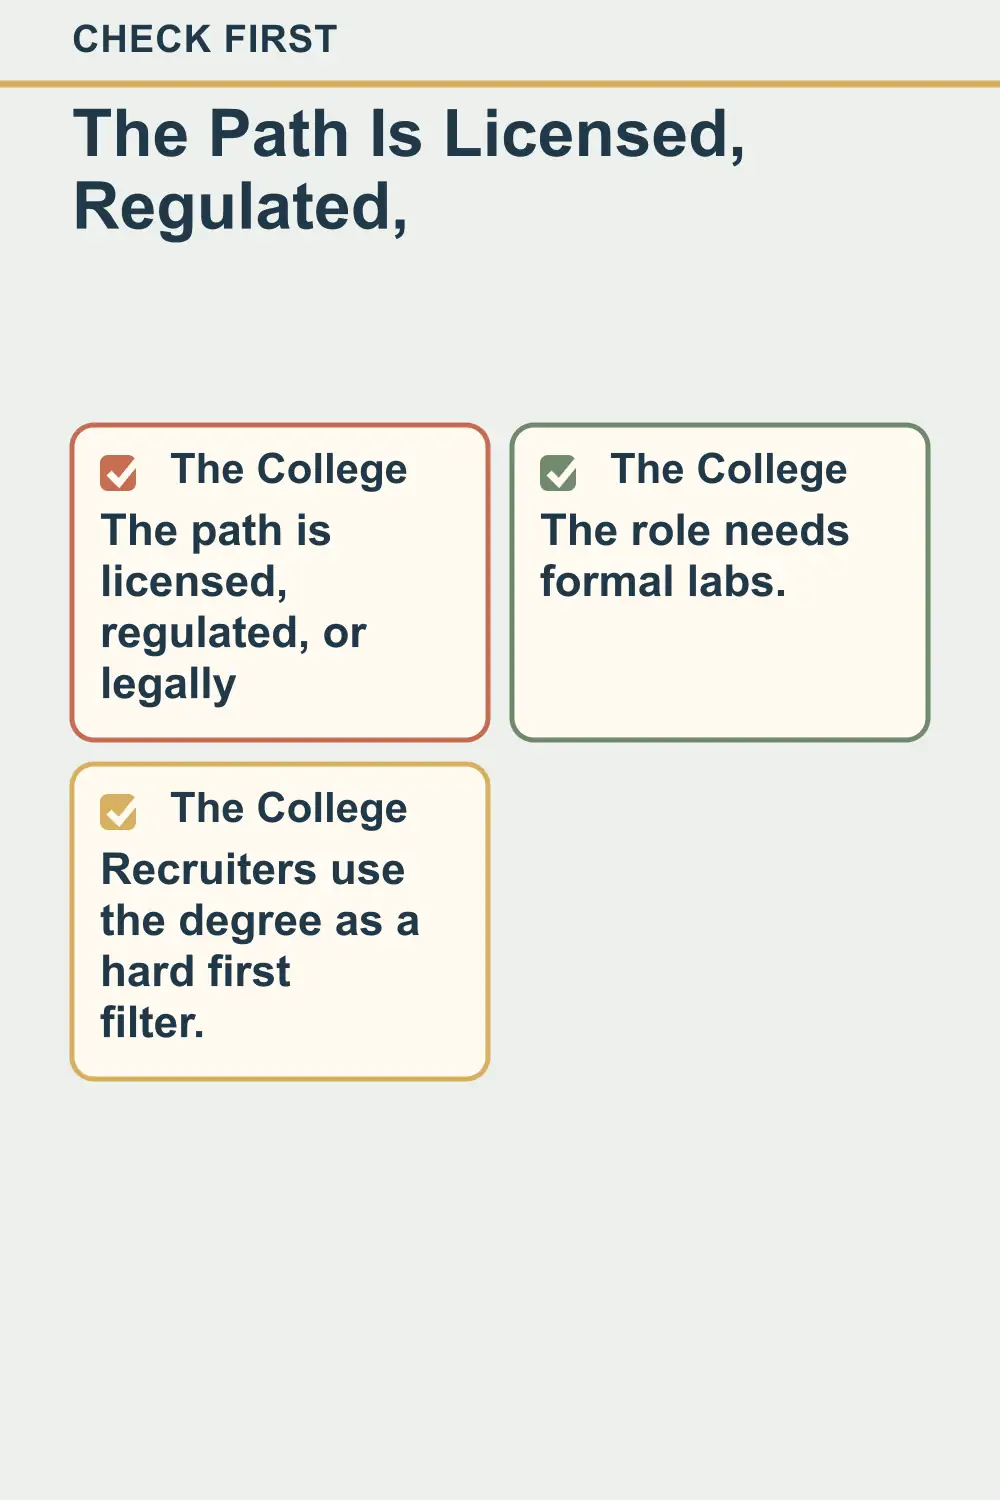 CHECK FIRST
The Path Is Licensed,
Regulated,
The College
The path is
licensed,
regulated, or
legally
The College
The role needs
formal labs.
The College
Recruiters use
the degree as a
hard first
filter.